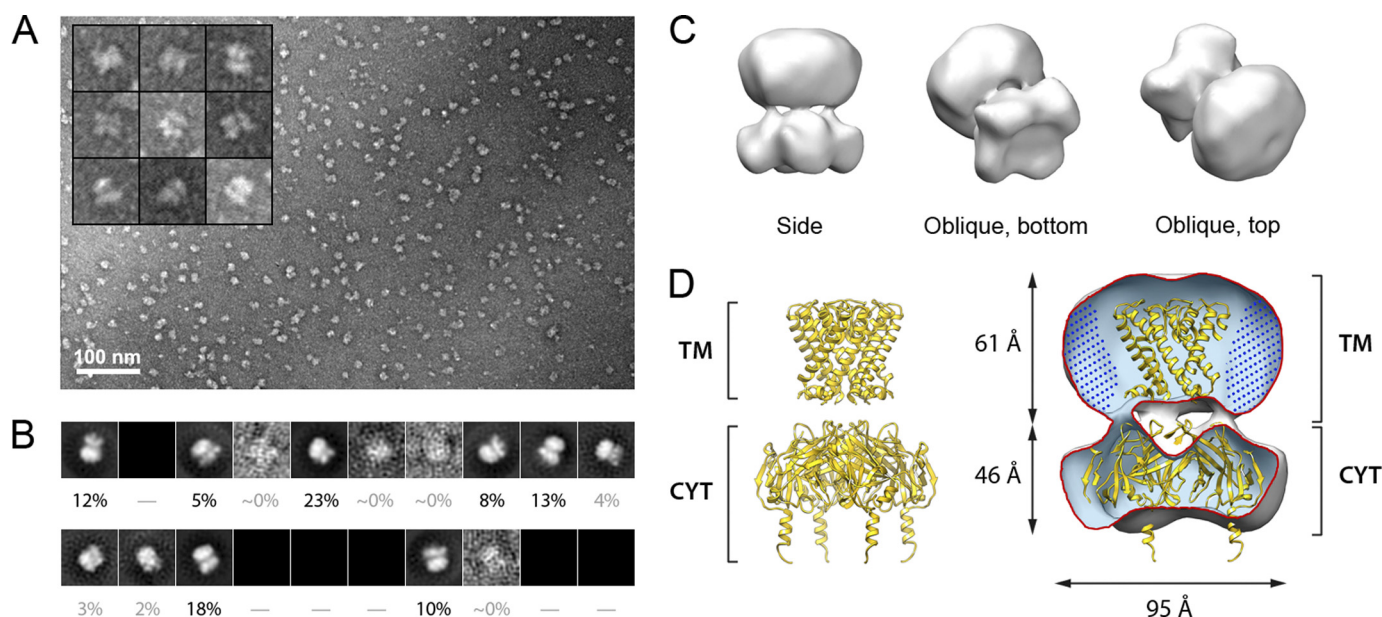 A
100 nm
B
12% — 5% ~0% 23% ~0% ~0% 8% 13% 4%
3% 2% 18% — — — 10% ~0% — —
C
Side Oblique, bottom Oblique, top
D
TM
CYT
61 Å
46 Å
TM
CYT
95 Å